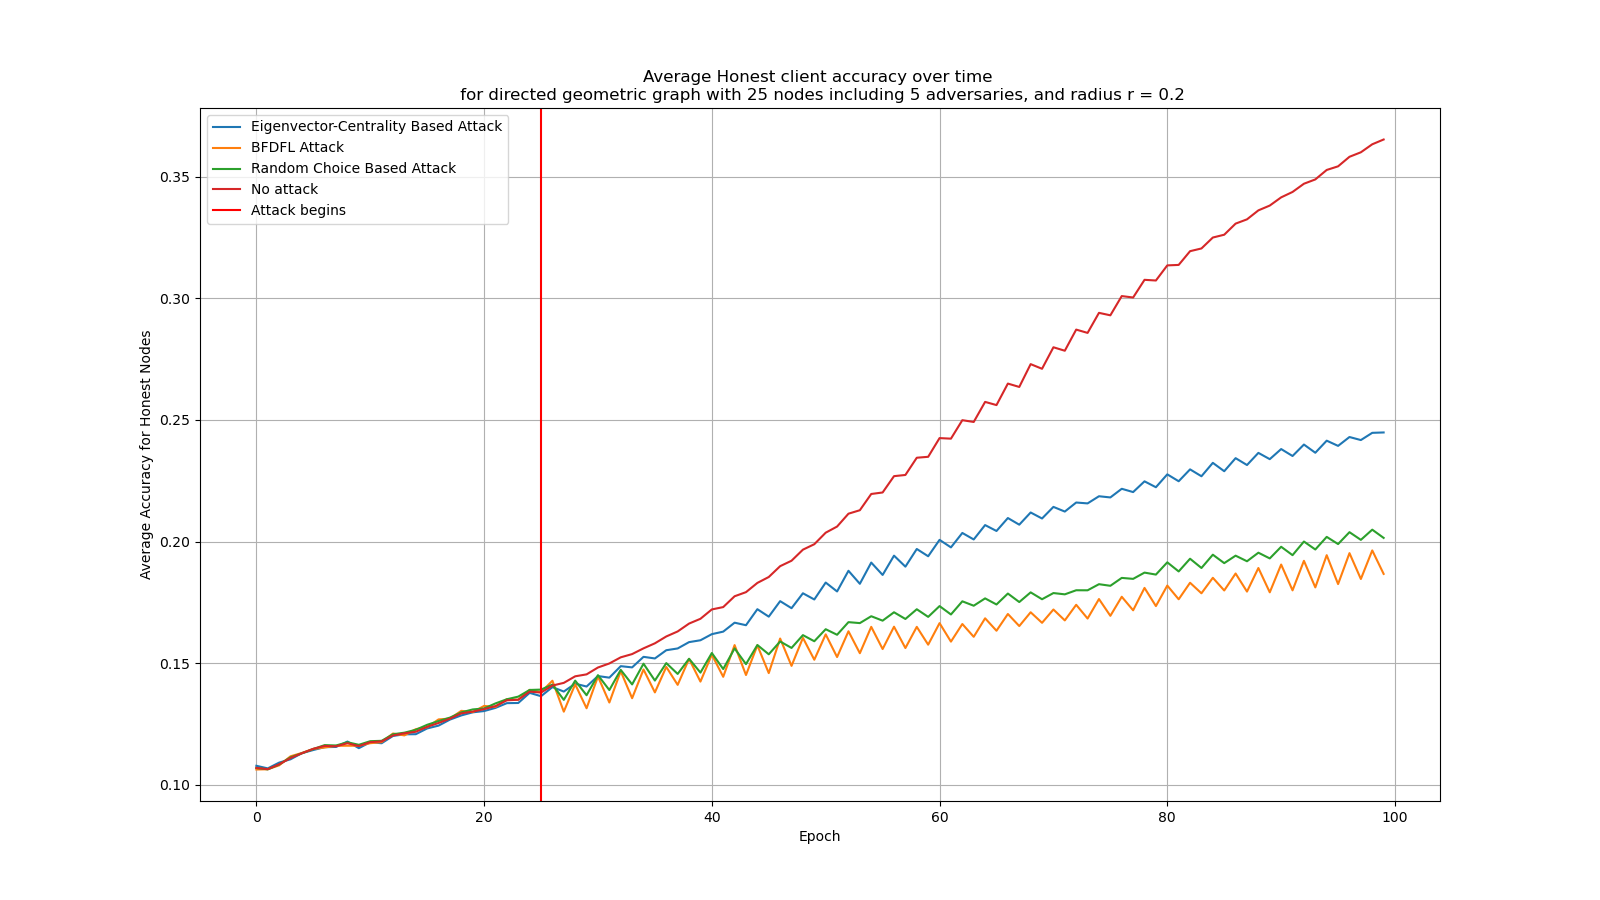 Average Honest client accuracy over time
for directed geometric graph with 25 nodes including 5 adversaries, and radius r = 0.2
Eigenvector-Centrality Based Attack
BFDFL Attack
Random Choice Based Attack
No attack
Attack begins
Average Accuracy for Honest Nodes
0.35
0.30
0.25
0.20
0.15
0.10
0 20 40 60 80 100
Epoch